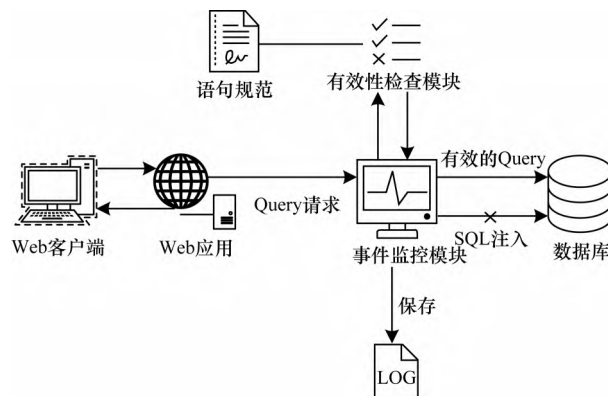 语句规范
有效性检查模块
有效的Query
Query请求
SQL注入
Web客户端
Web应用
事件监控模块
数据库
保存
LOG